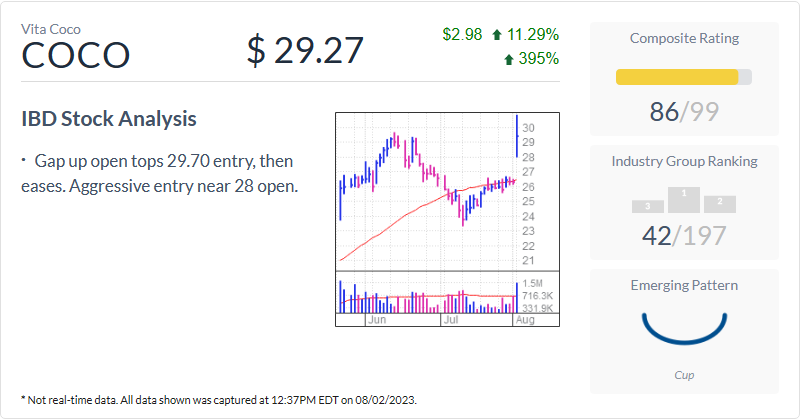 Vita Coco
COCO
$ 29.27
$2.98 11.29%
395%
IBD Stock Analysis
· Gap up open tops 29.70 entry, then
eases. Aggressive entry near 28 open.
30
29
28
27
26
25
24
23
22
21
1.5M
716.3K
331.9K
Jun Jul Aug
Composite Rating
86/99
Industry Group Ranking
3 1 2
42/197
Emerging Pattern
Cup
* Not real-time data. All data shown was captured at 12:37PM EDT on 08/02/2023.